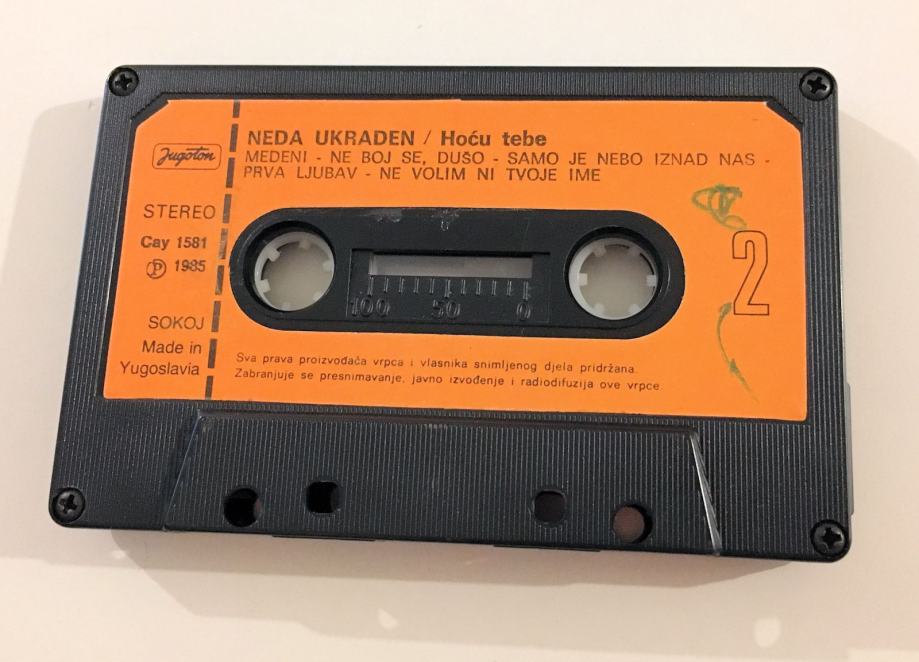 Jugoton
STEREO
Cay 1581
Ⓟ 1985
SOKOJ
Made in
Yugoslavia
NEDA UKRADEN / Hoću tebe
MEDENI - NE BOJ SE, DUŠO - SAMO JE NEBO IZNAD NAS -
PRVA LJUBAV - NE VOLIM NI TVOJE IME
2
100 50 0
Sva prava proizvođača vrpca i vlasnika snimljenog djela pridržana.
Zabranjuje se presnimavanje, javno izvođenje i radiodifuzija ove vrpce.